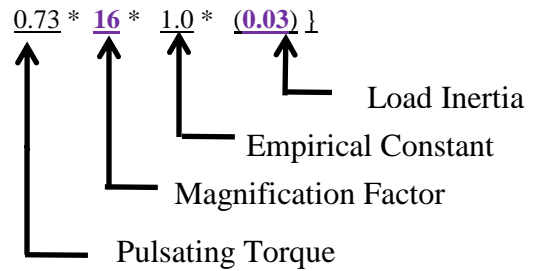 0.73 * 16 * 1.0 * (0.03) }
Load Inertia
Empirical Constant
Magnification Factor
Pulsating Torque